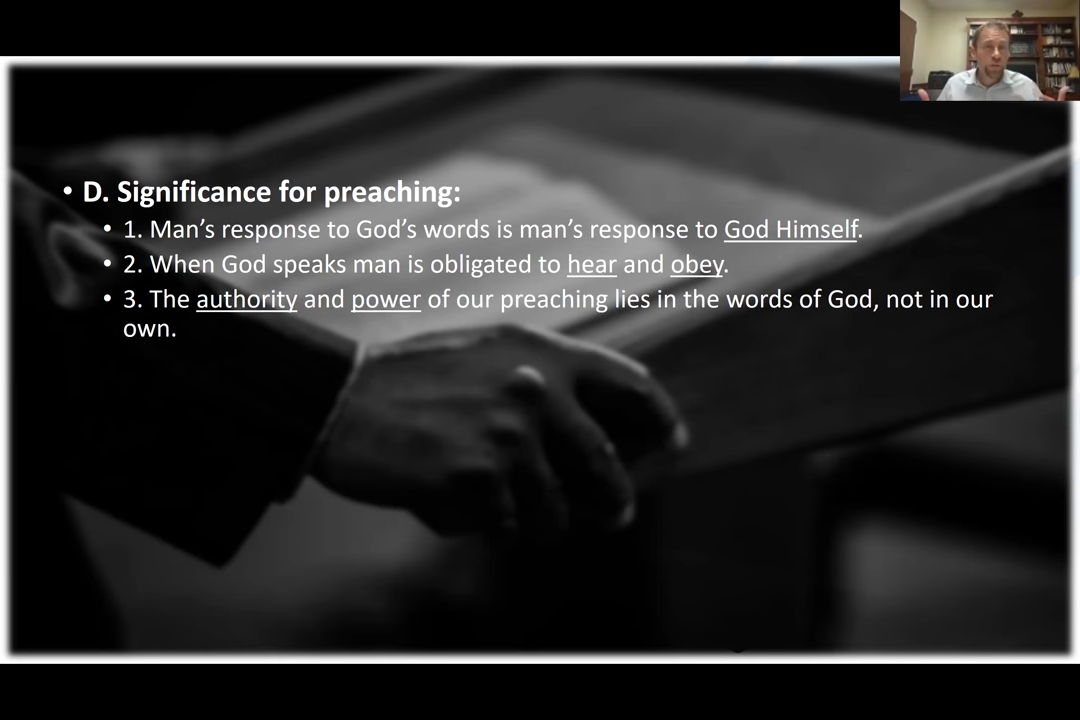 • D. Significance for preaching:
• 1. Man’s response to God’s words is man’s response to God Himself.
• 2. When God speaks man is obligated to hear and obey.
• 3. The authority and power of our preaching lies in the words of God, not in our
own.